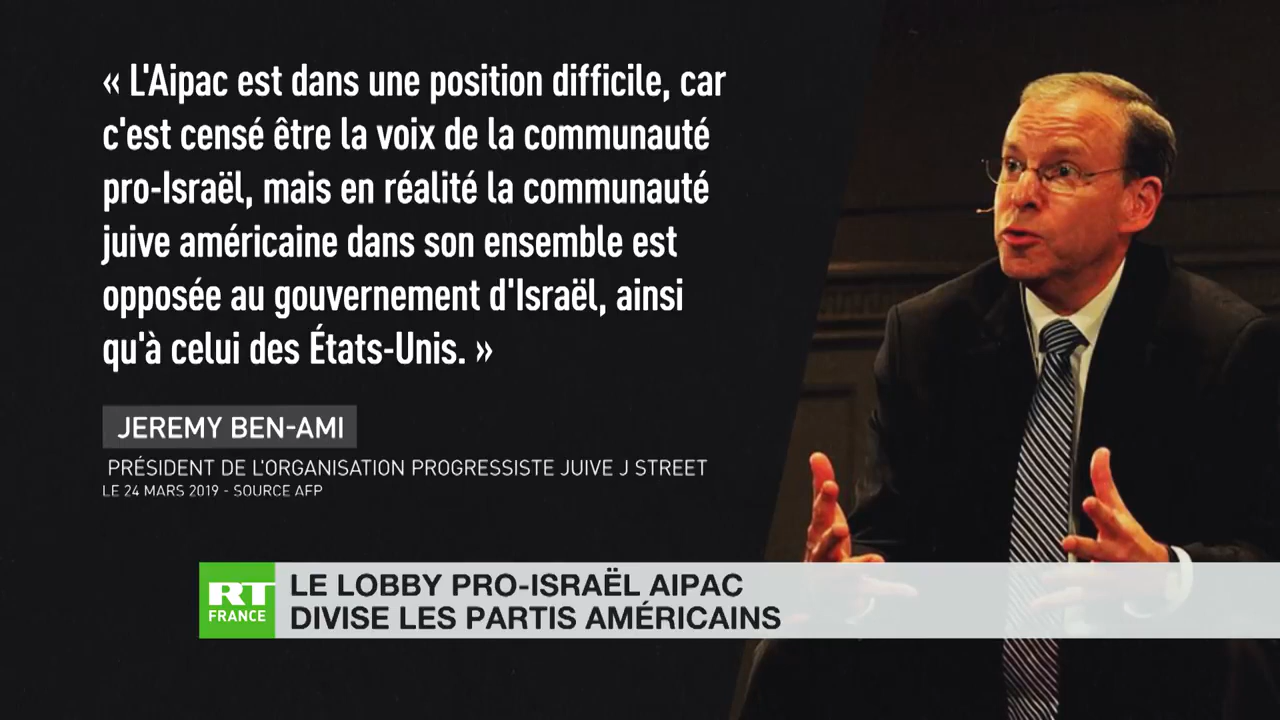 « L'Aipac est dans une position difficile, car
c'est censé être la voix de la communauté
pro-Israël, mais en réalité la communauté
juive américaine dans son ensemble est
opposée au gouvernement d'Israël, ainsi
qu'à celui des États-Unis. »
JEREMY BEN-AMI
PRÉSIDENT DE L'ORGANISATION PROGRESSISTE JUIVE J STREET
LE 24 MARS 2019 - SOURCE AFP
RT
FRANCE
LE LOBBY PRO-ISRAËL AIPAC
DIVISE LES PARTIS AMÉRICAINS